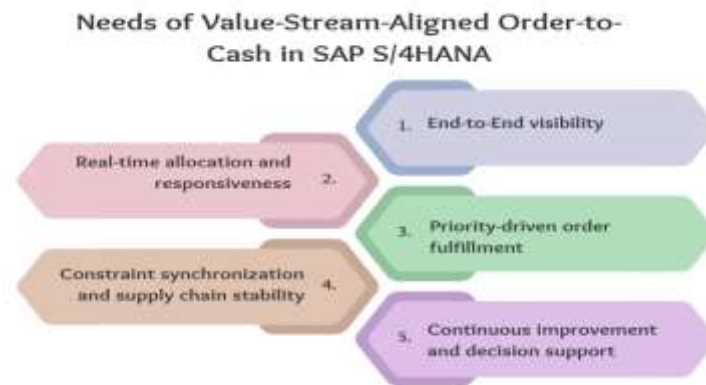 Needs of Value-Stream-Aligned Order-to-
Cash in SAP S/4HANA
1. End-to-End visibility
Real-time allocation and
responsiveness 2.
3. Priority-driven order
fulfillment
Constraint synchronization
and supply chain stability 4.
5. Continuous improvement
and decision support